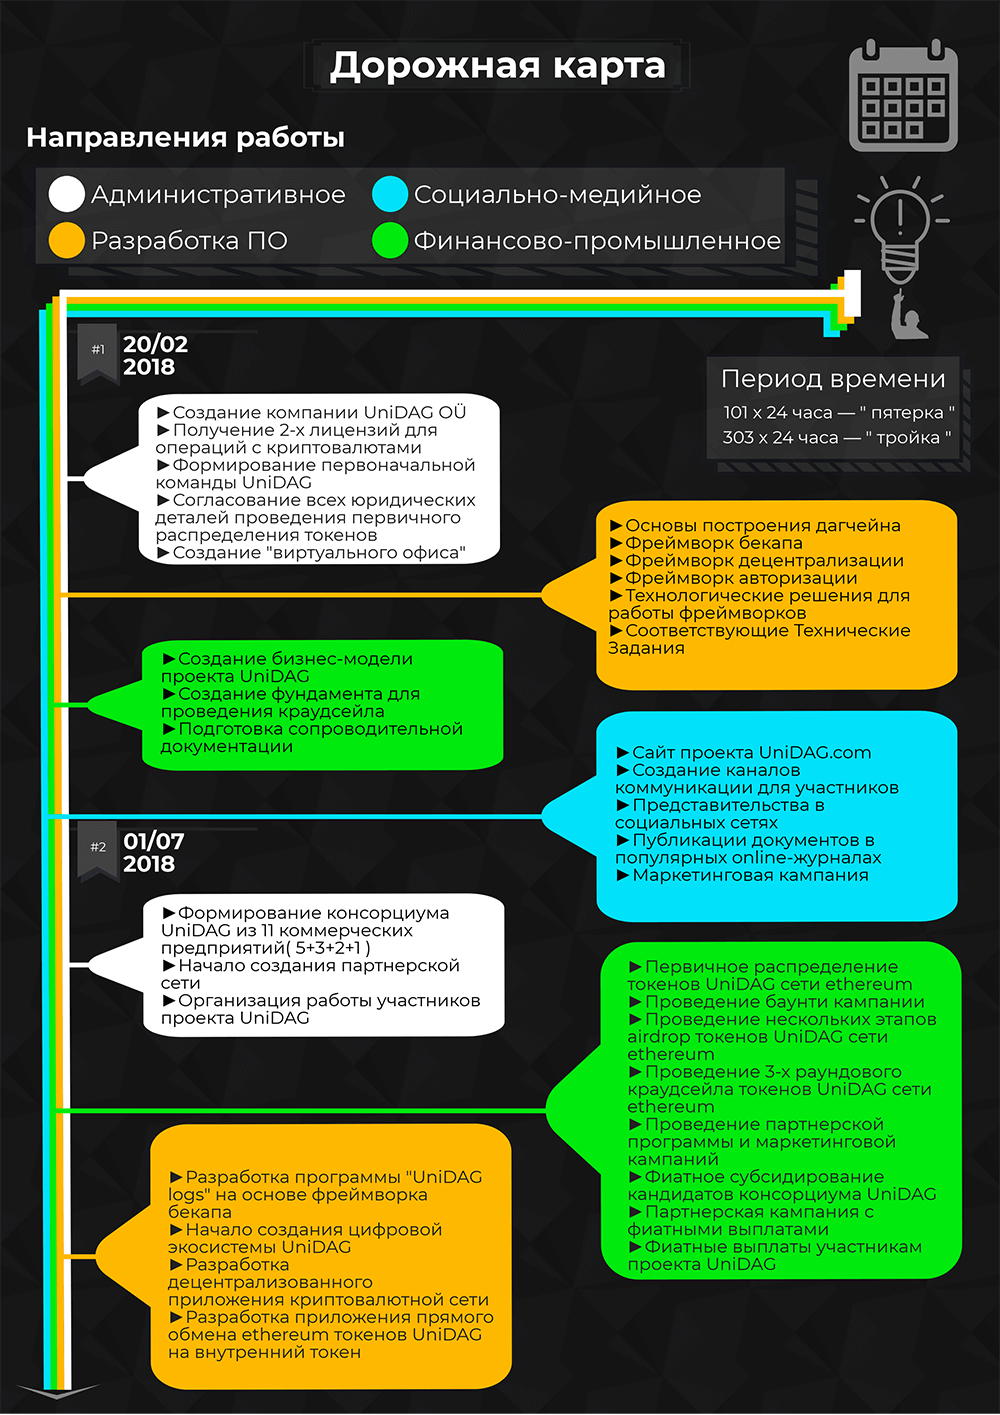 Дорожная карта
Направления работы
Административное
Социально-медийное
Разработка ПО
Финансово-промышленное
#1
20/02
2018
Период времени
101 x 24 часа — " пятерка "
303 x 24 часа — " тройка "
►Создание компании UniDAG OÜ
►Получение 2-х лицензий для
операций с криптовалютами
►Формирование первоначальной
команды UniDAG
►Согласование всех юридических
деталей проведения первичного
распределения токенов
►Создание "виртуального офиса"
►Основы построения дагчейна
►Фреймворк бекапа
►Фреймворк децентрализации
►Фреймворк авторизации
►Технологические решения для
работы фреймворков
►Соответствующие Технические
Задания
►Создание бизнес-модели
проекта UniDAG
►Создание фундамента для
проведения краудсейла
►Подготовка сопроводительной
документации
►Сайт проекта UniDAG.com
►Создание каналов
коммуникации для участников
►Представительства в
социальных сетях
►Публикации документов в
популярных online-журналах
►Маркетинговая кампания
#2
01/07
2018
►Формирование консорциума
UniDAG из 11 коммерческих
предприятий( 5+3+2+1 )
►Начало создания партнерской
сети
►Организация работы участников
проекта UniDAG
►Первичное распределение
токенов UniDAG сети ethereum
►Проведение баунти кампании
►Проведение нескольких этапов
airdrop токенов UniDAG сети
ethereum
►Проведение 3-х раундового
краудсейла токенов UniDAG сети
ethereum
►Проведение партнерской
программы и маркетинговой
кампаний
►Фиатное субсидирование
кандидатов консорциума UniDAG
►Партнерская кампания с
фиатными выплатами
►Фиатные выплаты участникам
проекта UniDAG
►Разработка программы "UniDAG
logs" на основе фреймворка
бекапа
►Начало создания цифровой
экосистемы UniDAG
►Разработка
децентрализованного
приложения криптовалютной сети
►Разработка приложения прямого
обмена ethereum токенов UniDAG
на внутренний токен